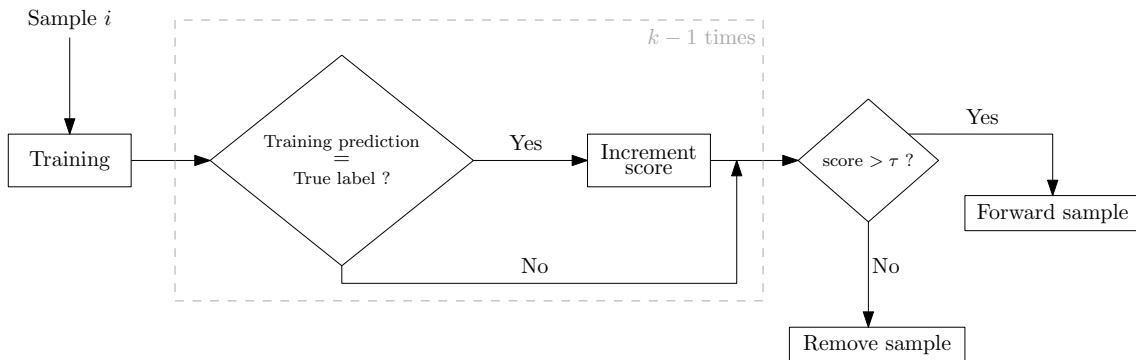 Sample i
k − 1 times
Training
Training prediction
=
True label ?
Yes
Increment
score
No
score > τ ?
Yes
Forward sample
No
Remove sample